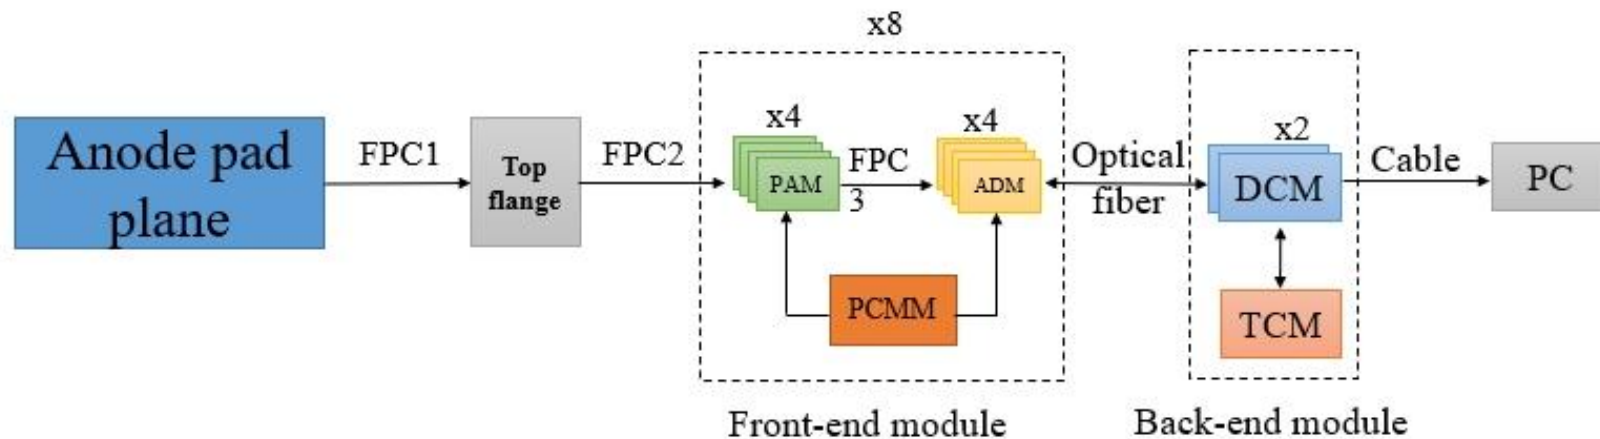 x8
Anode pad
plane
FPC1
Top
flange
FPC2
x4
PAM
FPC
3
x4
ADM
PCMM
Optical
fiber
x2
DCM
TCM
Cable
PC
Front-end module
Back-end module